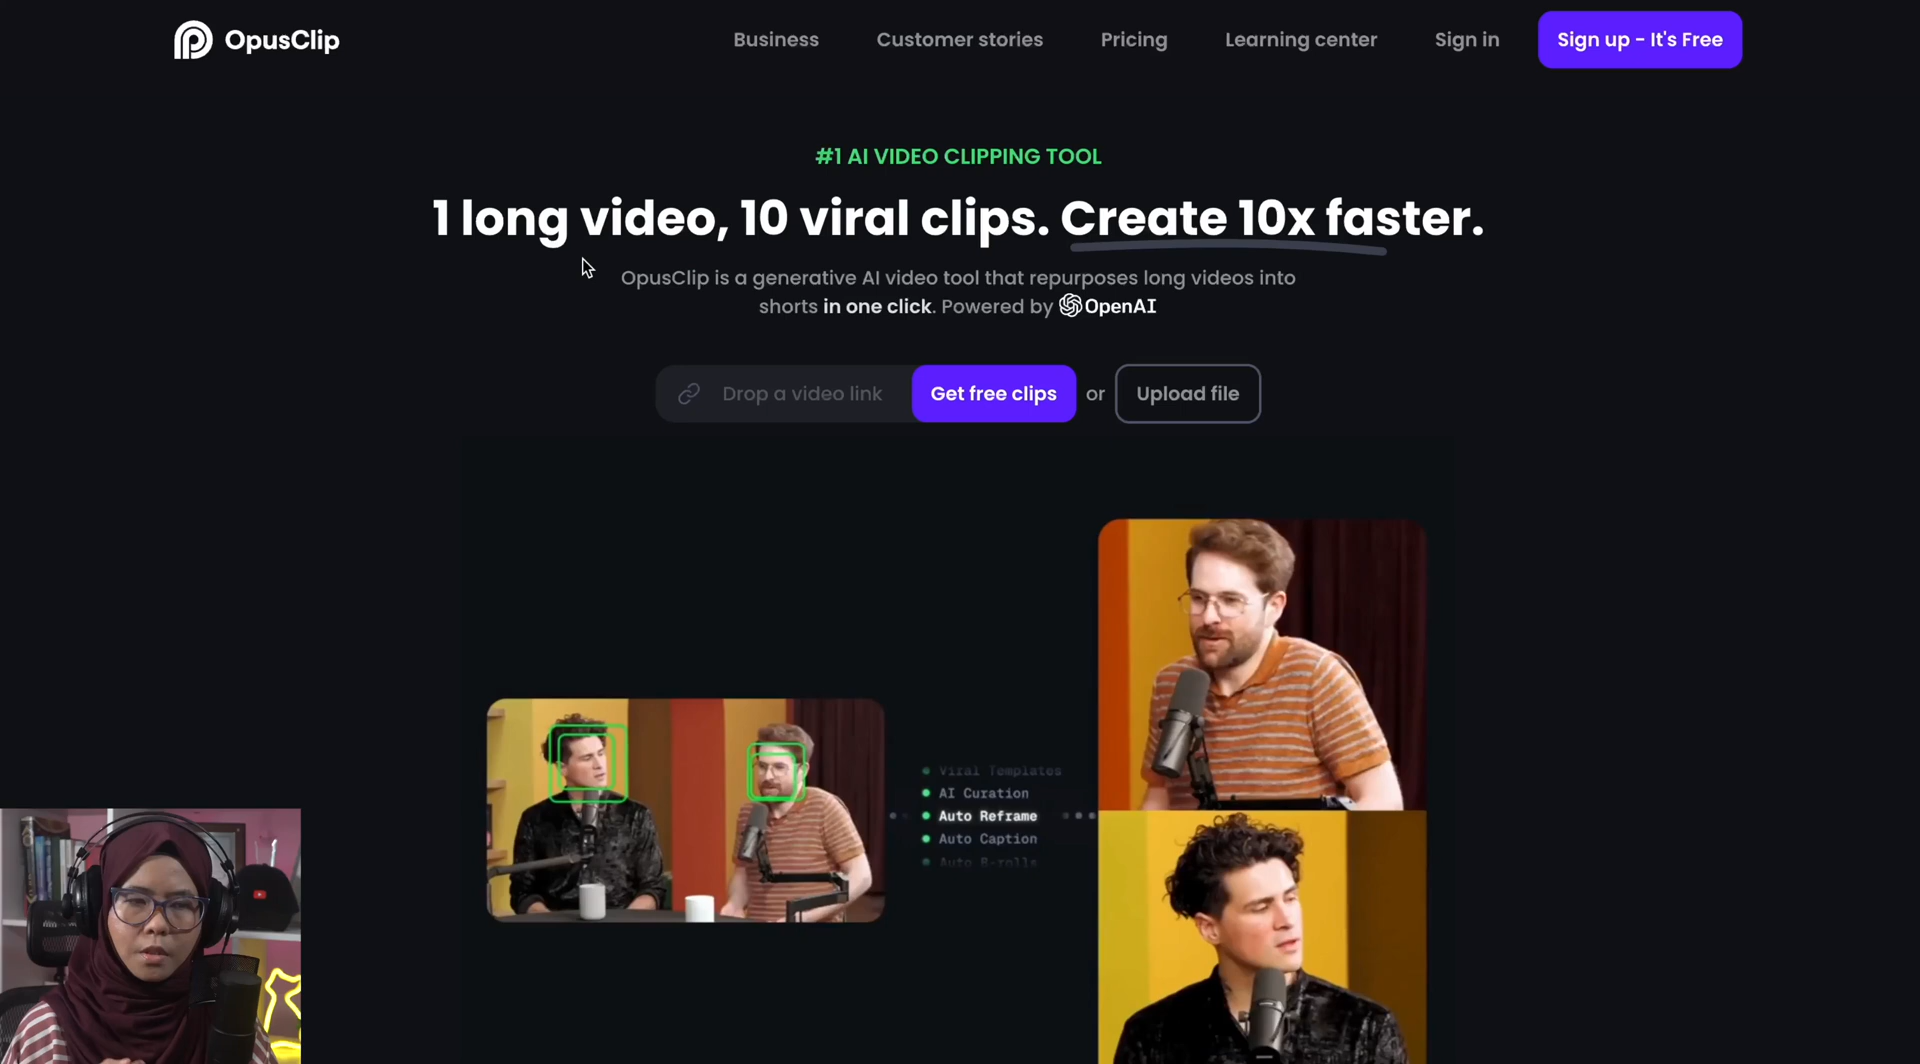 OpusClip
Business
Customer stories
Pricing
Learning center
Sign in
Sign up - It's Free
#1 AI VIDEO CLIPPING TOOL
1 long video, 10 viral clips. Create 10x faster.
OpusClip is a generative AI video tool that repurposes long videos into
shorts in one click. Powered by OpenAI
Drop a video link
Get free clips
or
Upload file
Viral Templates
AI Curation
Auto Reframe
Auto Caption
Auto B-rolls